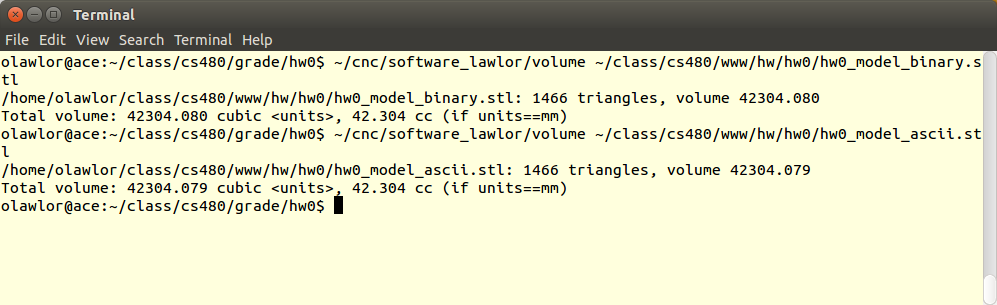 Terminal
File Edit View Search Terminal Help
olawlor@ace:~/class/cs480/grade/hw0$ ~/cnc/software_lawlor/volume ~/class/cs480/www/hw/hw0/hw0_model_binary.s
tl
/home/olawlor/class/cs480/www/hw/hw0/hw0_model_binary.stl: 1466 triangles, volume 42304.080
Total volume: 42304.080 cubic <units>, 42.304 cc (if units==mm)
olawlor@ace:~/class/cs480/grade/hw0$ ~/cnc/software_lawlor/volume ~/class/cs480/www/hw/hw0/hw0_model_ascii.st
l
/home/olawlor/class/cs480/www/hw/hw0/hw0_model_ascii.stl: 1466 triangles, volume 42304.079
Total volume: 42304.079 cubic <units>, 42.304 cc (if units==mm)
olawlor@ace:~/class/cs480/grade/hw0$